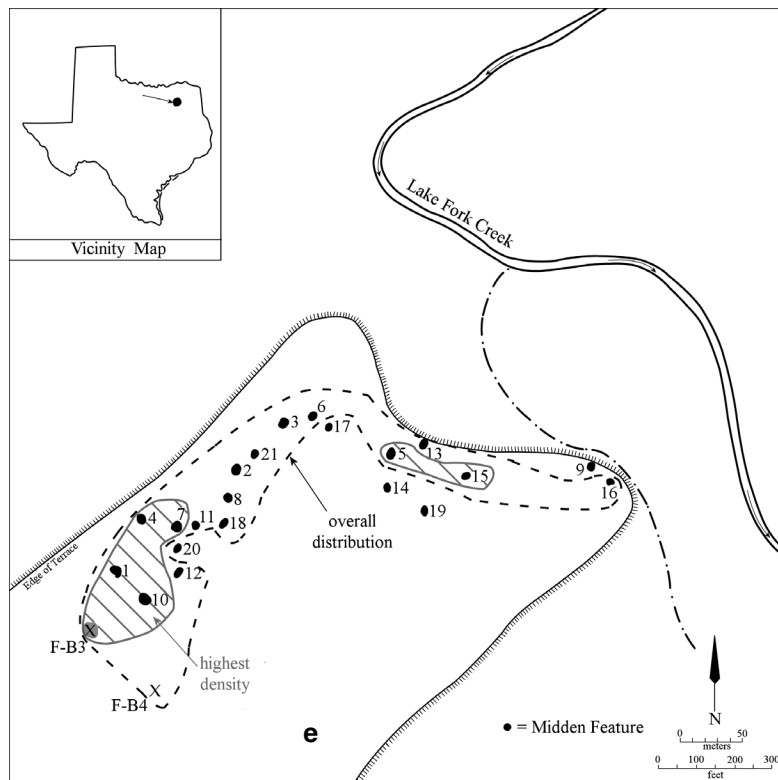 Vicinity Map
Lake Fork Creek
Edge of Terrace
6
3
17
13
21
5
2
9
15
16
14
8
19
4
7
11
18
overall
distribution
20
1
12
10
F-B3
highest
density
F-B4
e
= Midden Feature
N
0 50
meters
0 100 200 300
feet
X
X